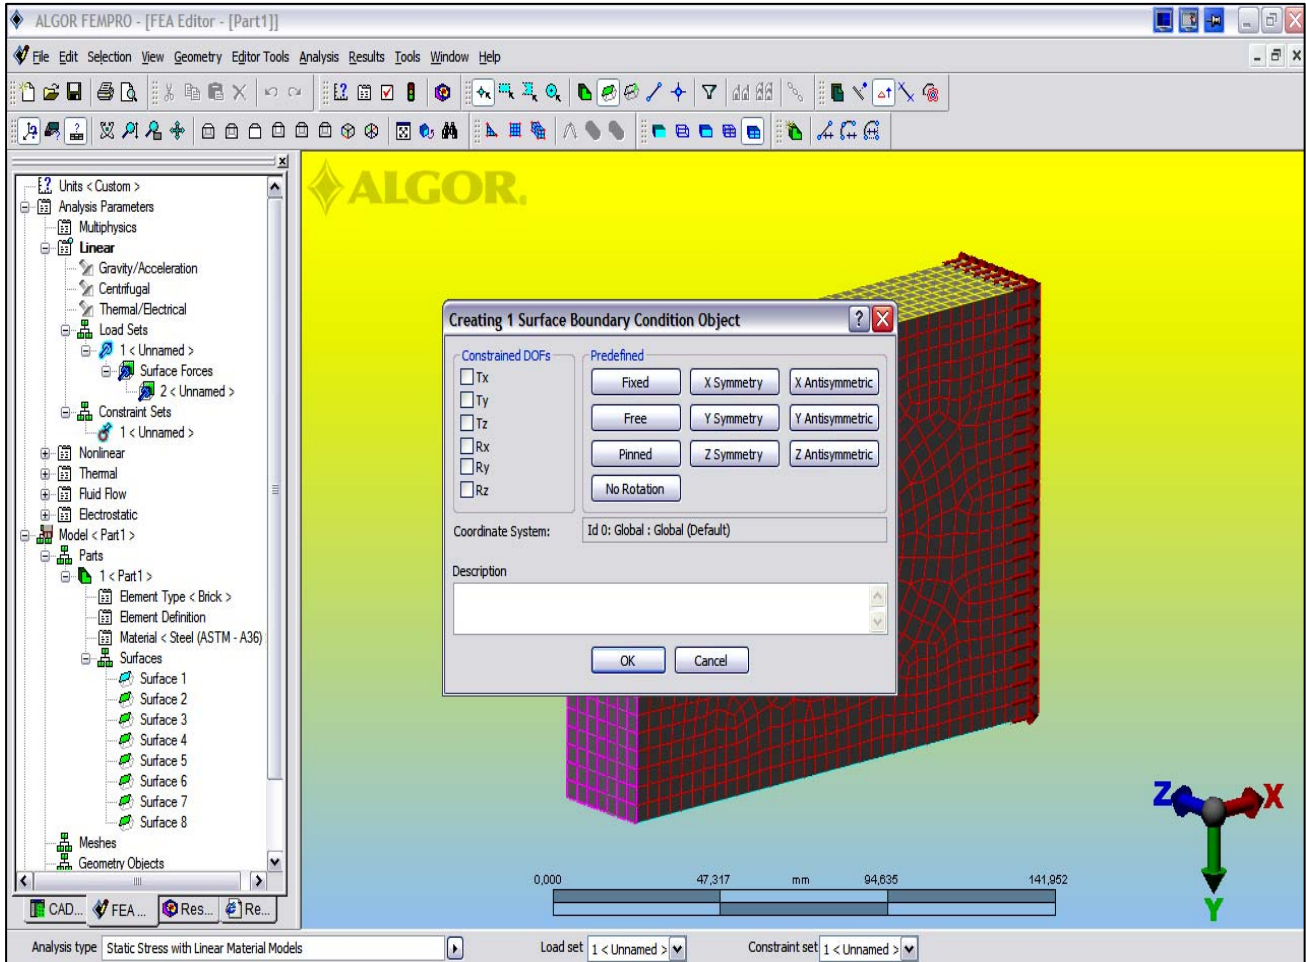 ALGOR FEMPRO - [FEA Editor - [Part1]]
File Edit Selection View Geometry Editor Tools Analysis Results Tools Window Help
Units < Custom >
Analysis Parameters
Multiphysics
Linear
Gravity/Acceleration
Centrifugal
Thermal/Electrical
Load Sets
1 < Unnamed >
Surface Forces
2 < Unnamed >
Constraint Sets
1 < Unnamed >
Nonlinear
Thermal
Fluid Flow
Electrostatic
Model < Part1 >
Parts
1 < Part1 >
Element Type < Brick >
Element Definition
Material < Steel (ASTM - A36)
Surfaces
Surface 1
Surface 2
Surface 3
Surface 4
Surface 5
Surface 6
Surface 7
Surface 8
Meshes
Geometry Objects
CAD... FEA ... Res... Re...
ALGOR.
Creating 1 Surface Boundary Condition Object
Constrained DOFs
Tx
Ty
Tz
Rx
Ry
Rz
Predefined
Fixed X Symmetry X Antisymmetric
Free Y Symmetry Y Antisymmetric
Pinned Z Symmetry Z Antisymmetric
No Rotation
Coordinate System: Id 0: Global : Global (Default)
Description
OK Cancel
Z X
Y
0,000 47,317 mm 94,635 141,952
Analysis type Static Stress with Linear Material Models Load set 1 < Unnamed > Constraint set 1 < Unnamed >